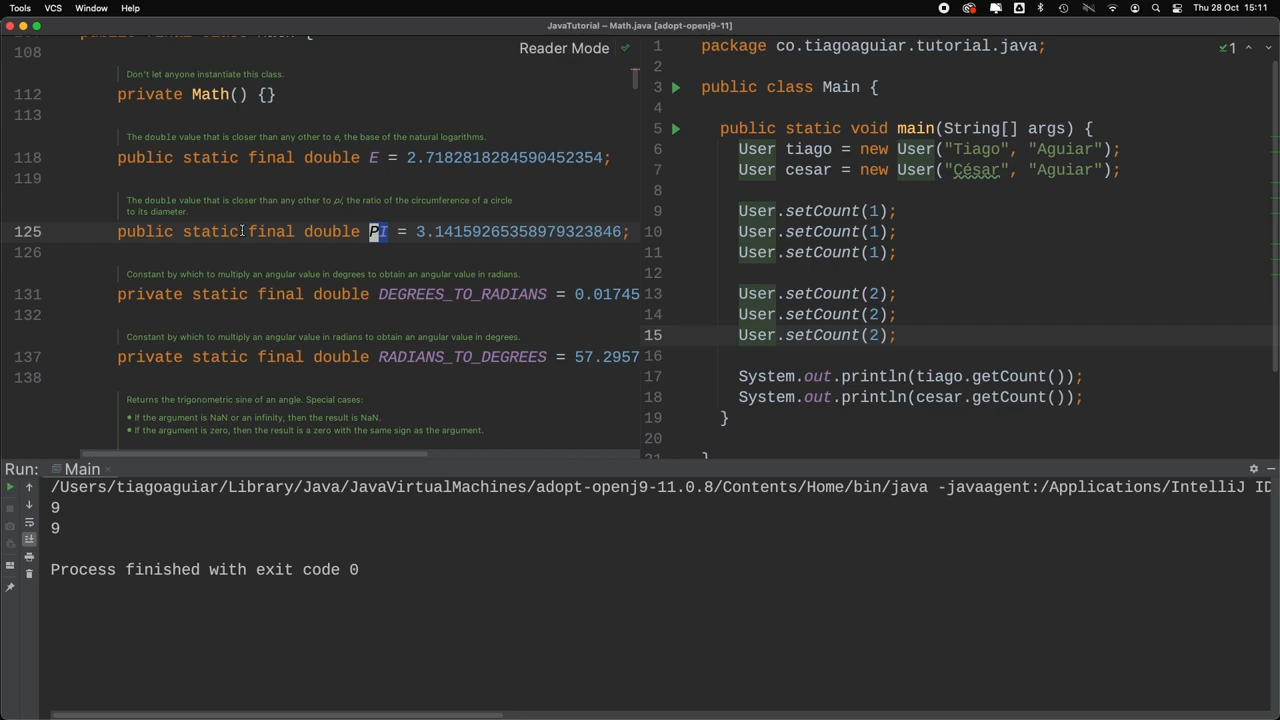 Tools VCS Window Help
Thu 28 Oct 15:11
JavaTutorial – Math.java [adopt-openj9-11]
Reader Mode
108
Don't let anyone instantiate this class.
112 private Math() {}
113
The double value that is closer than any other to e, the base of the natural logarithms.
118 public static final double E = 2.7182818284590452354;
119
The double value that is closer than any other to pi, the ratio of the circumference of a circle
to its diameter.
125 public static final double PI = 3.14159265358979323846;
126
Constant by which to multiply an angular value in degrees to obtain an angular value in radians.
131 private static final double DEGREES_TO_RADIANS = 0.01745
132
Constant by which to multiply an angular value in radians to obtain an angular value in degrees.
137 private static final double RADIANS_TO_DEGREES = 57.2957
138
Returns the trigonometric sine of an angle. Special cases:
• If the argument is NaN or an infinity, then the result is NaN.
• If the argument is zero, then the result is a zero with the same sign as the argument.
1 package co.tiagoaguiar.tutorial.java;
1
2
3 public class Main {
4
5 public static void main(String[] args) {
6 User tiago = new User("Tiago", "Aguiar");
7 User cesar = new User("César", "Aguiar");
8
9 User.setCount(1);
10 User.setCount(1);
11 User.setCount(1);
12
13 User.setCount(2);
14 User.setCount(2);
15 User.setCount(2);
16
17 System.out.println(tiago.getCount());
18 System.out.println(cesar.getCount());
19 }
20
21 }
Run: Main
/Users/tiagoaguiar/Library/Java/JavaVirtualMachines/adopt-openj9-11.0.8/Contents/Home/bin/java -javaagent:/Applications/IntelliJ ID
9
9
Process finished with exit code 0